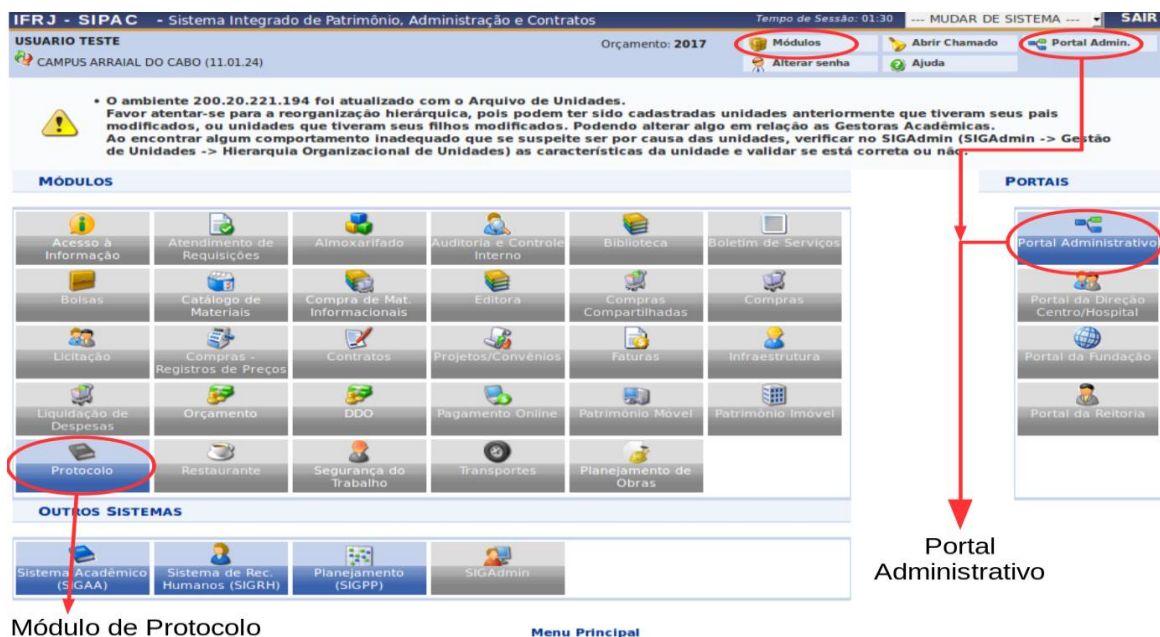 IFRJ - SIPAC - Sistema Integrado de Patrimônio, Administração e Contratos
Tempo de Sessão: 01:30
--- MUDAR DE SISTEMA ---
SAIR
USUARIO TESTE
Orçamento: 2017
Módulos
Abrir Chamado
Portal Admin.
CAMPUS ARRAIAL DO CABO (11.01.24)
Alterar senha
Ajuda
• O ambiente 200.20.221.194 foi atualizado com o Arquivo de Unidades.
Favor atentar-se para a reorganização hierárquica, pois podem ter sido cadastradas unidades anteriormente que tiveram seus pais
modificados, ou unidades que tiveram seus filhos modificados. Podendo alterar algo em relação as Gestoras Acadêmicas.
Ao encontrar algum comportamento inadequado que se suspeite ser por causa das unidades, verificar no SIGAdmin (SIGAdmin -> Gestão
de Unidades -> Hierarquia Organizacional de Unidades) as características da unidade e validar se está correta ou não.
MÓDULOS
Acesso à
Informação
Atendimento de
Requisições
Almoxarifado
Auditoria e Controle
Interno
Biblioteca
Boletim de Serviços
Bolsas
Catálogo de
Materiais
Compra de Mat.
Informacionais
Editora
Compras
Compartilhadas
Compras
Licitação
Compras -
Registros de Preços
Contratos
Projetos/Convênios
Faturas
Infraestrutura
Liquidação de
Despesas
Orçamento
DDO
Pagamento Online
Patrimônio Móvel
Patrimônio Imóvel
Protocolo
Restaurante
Segurança do
Trabalho
Transportes
Planejamento de
Obras
PORTAIS
Portal Administrativo
Portal da Direção
Centro/Hospital
Portal da Fundação
Portal da Reitoria
OUTROS SISTEMAS
Sistema Acadêmico
(SIGAA)
Sistema de Rec.
Humanos (SIGRH)
Planejamento
(SIGPP)
SIGAdmin
Portal
Administrativo
Módulo de Protocolo
Menu Principal